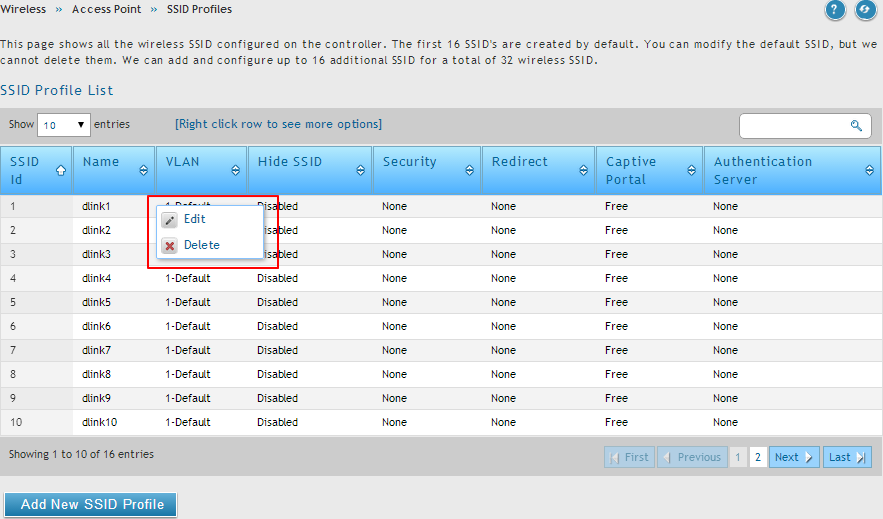 Wireless » Access Point » SSID Profiles
?
This page shows all the wireless SSID configured on the controller. The first 16 SSID's are created by default. You can modify the default SSID, but we
cannot delete them. We can add and configure up to 16 additional SSID for a total of 32 wireless SSID.
SSID Profile List
Show 10 entries [Right click row to see more options]
SSID Id Name VLAN Hide SSID Security Redirect Captive Portal Authentication Server
1 dlink1 1-Default Disabled None None Free None
Edit
2 dlink2 Disabled None None Free None
Delete
3 dlink3 Disabled None None Free None
4 dlink4 1-Default Disabled None None Free None
5 dlink5 1-Default Disabled None None Free None
6 dlink6 1-Default Disabled None None Free None
7 dlink7 1-Default Disabled None None Free None
8 dlink8 1-Default Disabled None None Free None
9 dlink9 1-Default Disabled None None Free None
10 dlink10 1-Default Disabled None None Free None
Showing 1 to 10 of 16 entries First Previous 1 2 Next Last
Add New SSID Profile